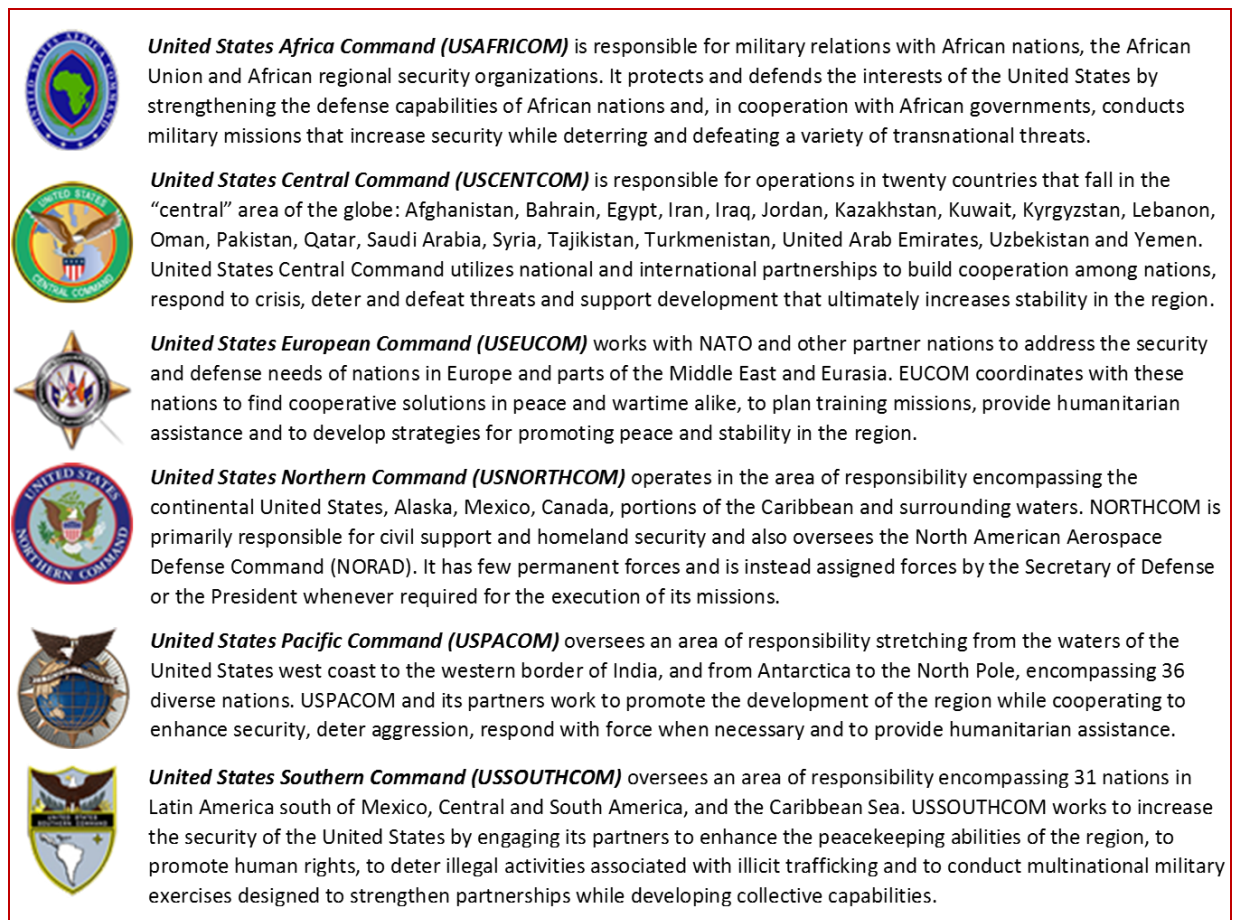 United States Africa Command (USAFRICOM) is responsible for military relations with African nations, the African
Union and African regional security organizations. It protects and defends the interests of the United States by
strengthening the defense capabilities of African nations and, in cooperation with African governments, conducts
military missions that increase security while deterring and defeating a variety of transnational threats.
UNITED STATES AFRICA COMMAND
United States Central Command (USCENTCOM) is responsible for operations in twenty countries that fall in the
“central” area of the globe: Afghanistan, Bahrain, Egypt, Iran, Iraq, Jordan, Kazakhstan, Kuwait, Kyrgyzstan, Lebanon,
Oman, Pakistan, Qatar, Saudi Arabia, Syria, Tajikistan, Turkmenistan, United Arab Emirates, Uzbekistan and Yemen.
United States Central Command utilizes national and international partnerships to build cooperation among nations,
respond to crisis, deter and defeat threats and support development that ultimately increases stability in the region.
UNITED STATES
CENTRAL COMMAND
United States European Command (USEUCOM) works with NATO and other partner nations to address the security
and defense needs of nations in Europe and parts of the Middle East and Eurasia. EUCOM coordinates with these
nations to find cooperative solutions in peace and wartime alike, to plan training missions, provide humanitarian
assistance and to develop strategies for promoting peace and stability in the region.
United States Northern Command (USNORTHCOM) operates in the area of responsibility encompassing the
continental United States, Alaska, Mexico, Canada, portions of the Caribbean and surrounding waters. NORTHCOM is
primarily responsible for civil support and homeland security and also oversees the North American Aerospace
Defense Command (NORAD). It has few permanent forces and is instead assigned forces by the Secretary of Defense
or the President whenever required for the execution of its missions.
UNITED STATES
NORTHERN COMMAND
United States Pacific Command (USPACOM) oversees an area of responsibility stretching from the waters of the
United States west coast to the western border of India, and from Antarctica to the North Pole, encompassing 36
diverse nations. USPACOM and its partners work to promote the development of the region while cooperating to
enhance security, deter aggression, respond with force when necessary and to provide humanitarian assistance.
United States Southern Command (USSOUTHCOM) oversees an area of responsibility encompassing 31 nations in
Latin America south of Mexico, Central and South America, and the Caribbean Sea. USSOUTHCOM works to increase
the security of the United States by engaging its partners to enhance the peacekeeping abilities of the region, to
promote human rights, to deter illegal activities associated with illicit trafficking and to conduct multinational military
exercises designed to strengthen partnerships while developing collective capabilities.
UNITED STATES
SOUTHERN COMMAND